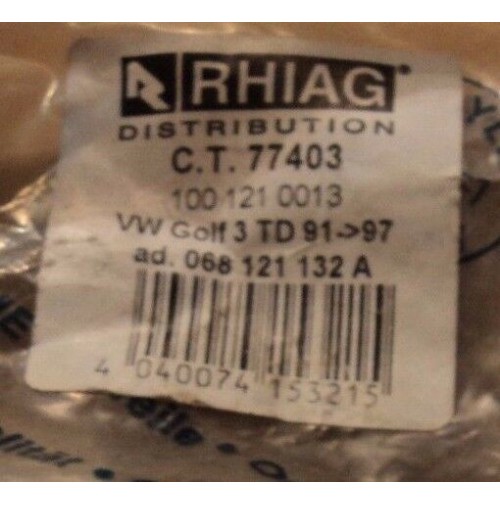 RHIAG
DISTRIBUTION
C.T. 77403
100 121 0013
VW Golf 3 TD 91->97
ad. 068 121 132 A
4 040074 153215